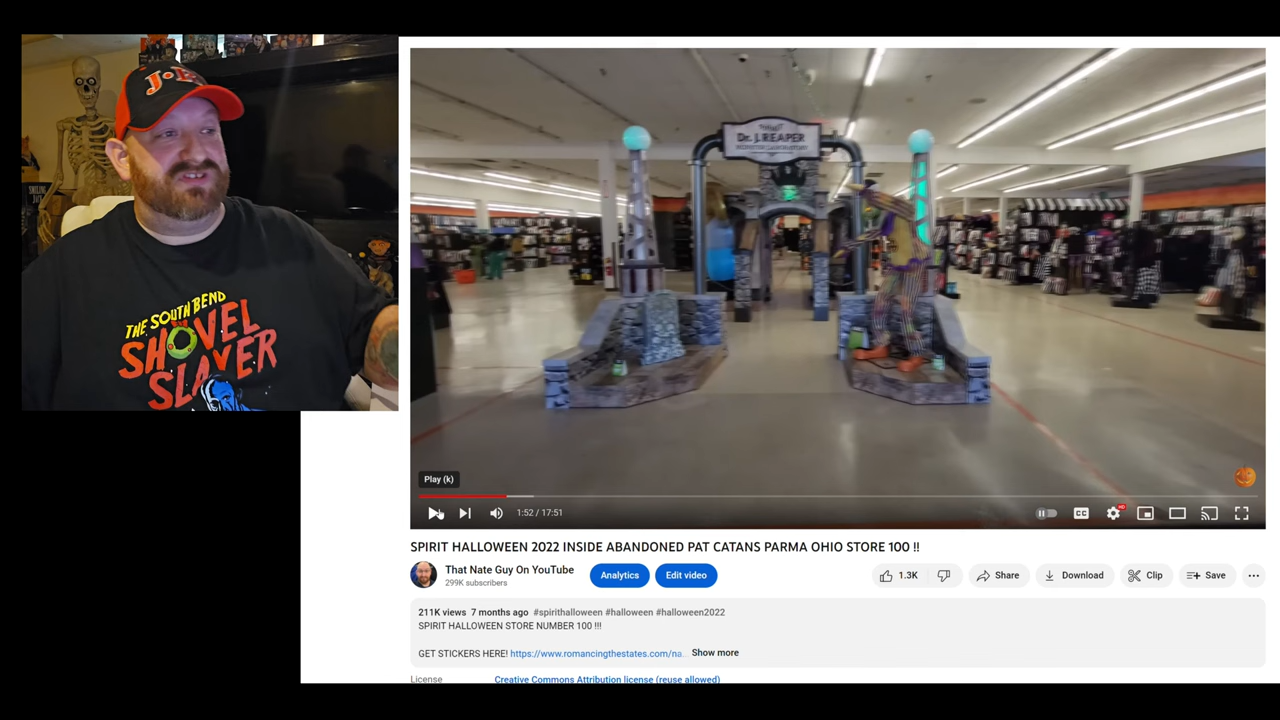 J.R
THE SOUTH BEND
SHOVEL
SLAYER
Dr. J. REAPER
Play (k)
1:52 / 17:51
CC
HD
SPIRIT HALLOWEEN 2022 INSIDE ABANDONED PAT CATANS PARMA OHIO STORE 100 !!
That Nate Guy On YouTube
299K subscribers
Analytics
Edit video
1.3K
Share
Download
Clip
Save
211K views 7 months ago #spirithalloween #halloween #halloween2022
SPIRIT HALLOWEEN STORE NUMBER 100 !!!
GET STICKERS HERE! https://www.romancingthestates.com/na...
Show more
License
Creative Commons Attribution license (reuse allowed)